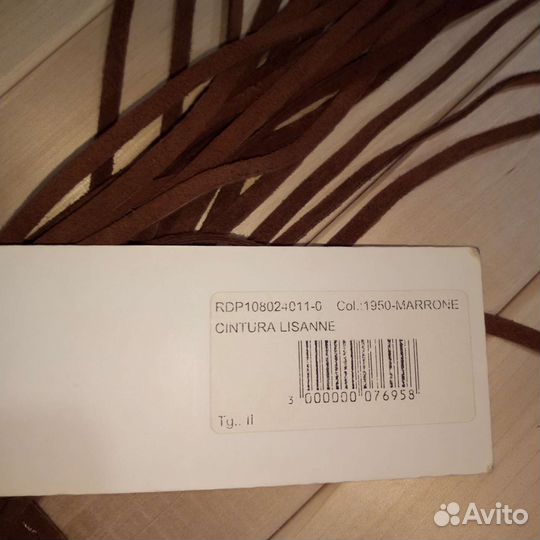 RDP108024011-0 Col.:1950-MARRONE
CINTURA LISANNE
3 000000 076958
Tg.: II
Avito